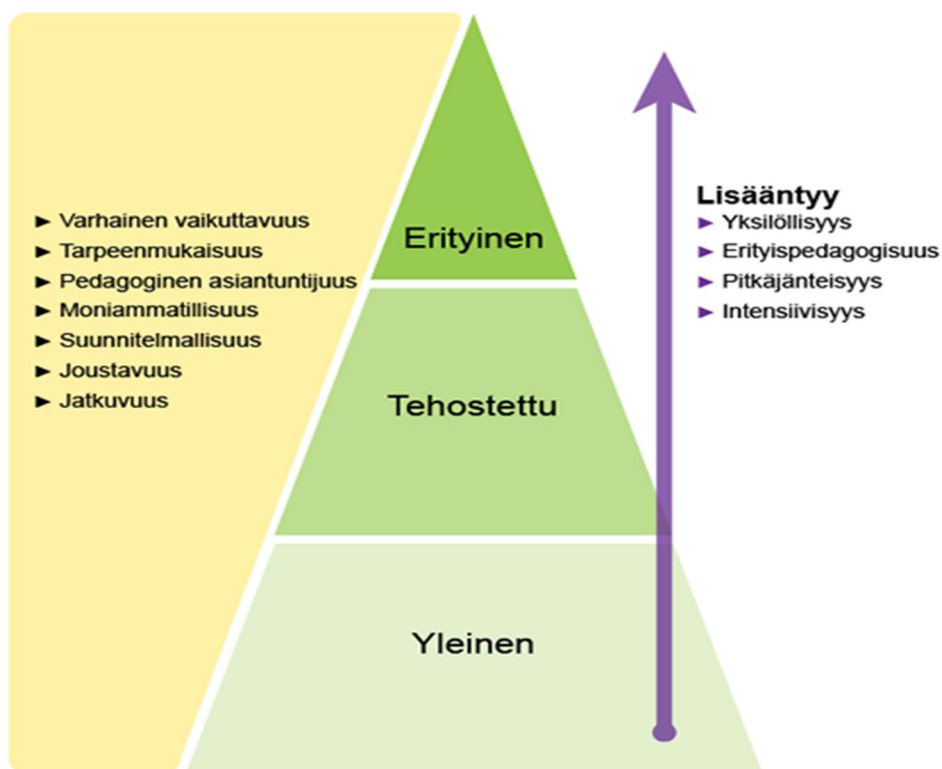 ► Varhainen vaikuttavuus
► Tarpeenmukaisuus
► Pedagoginen asiantuntijuus
► Moniammatillisuus
► Suunnitelmallisuus
► Joustavuus
► Jatkuvuus
Erityinen
Tehostettu
Yleinen
Lisääntyy
► Yksilöllisyys
► Erityispedagogisuus
► Pitkäjänteisyys
► Intensiivisyys